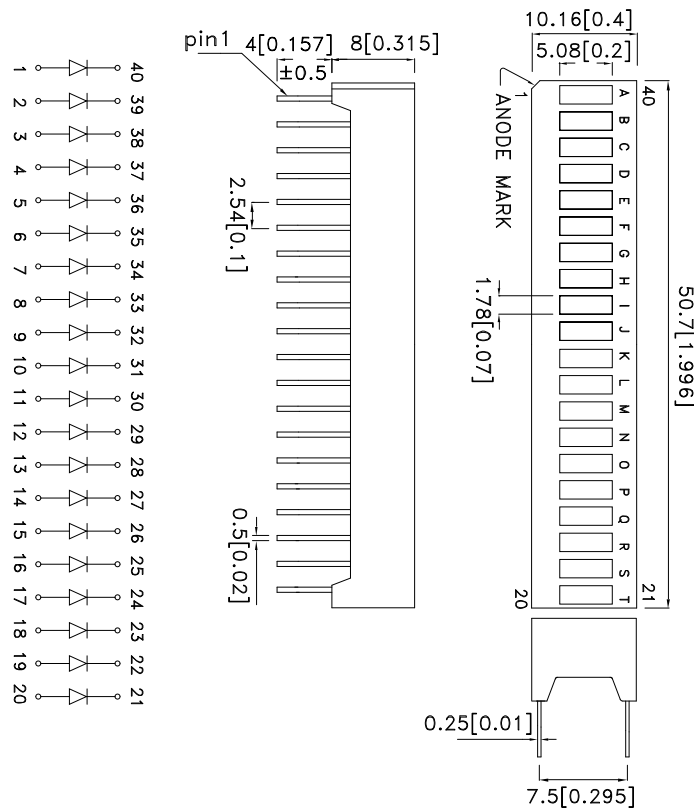 10.16[0.4]
5.08[0.2]
pin1
4[0.157]
±0.5
8[0.315]
1
40
ANODE MARK
A
B
C
D
E
F
G
H
I
J
K
L
M
N
O
P
Q
R
S
T
20
21
2.54[0.1]
1.78[0.07]
50.7[1.996]
0.5[0.02]
0.25[0.01]
7.5[0.295]
1 40
2 39
3 38
4 37
5 36
6 35
7 34
8 33
9 32
10 31
11 30
12 29
13 28
14 27
15 26
16 25
17 24
18 23
19 22
20 21